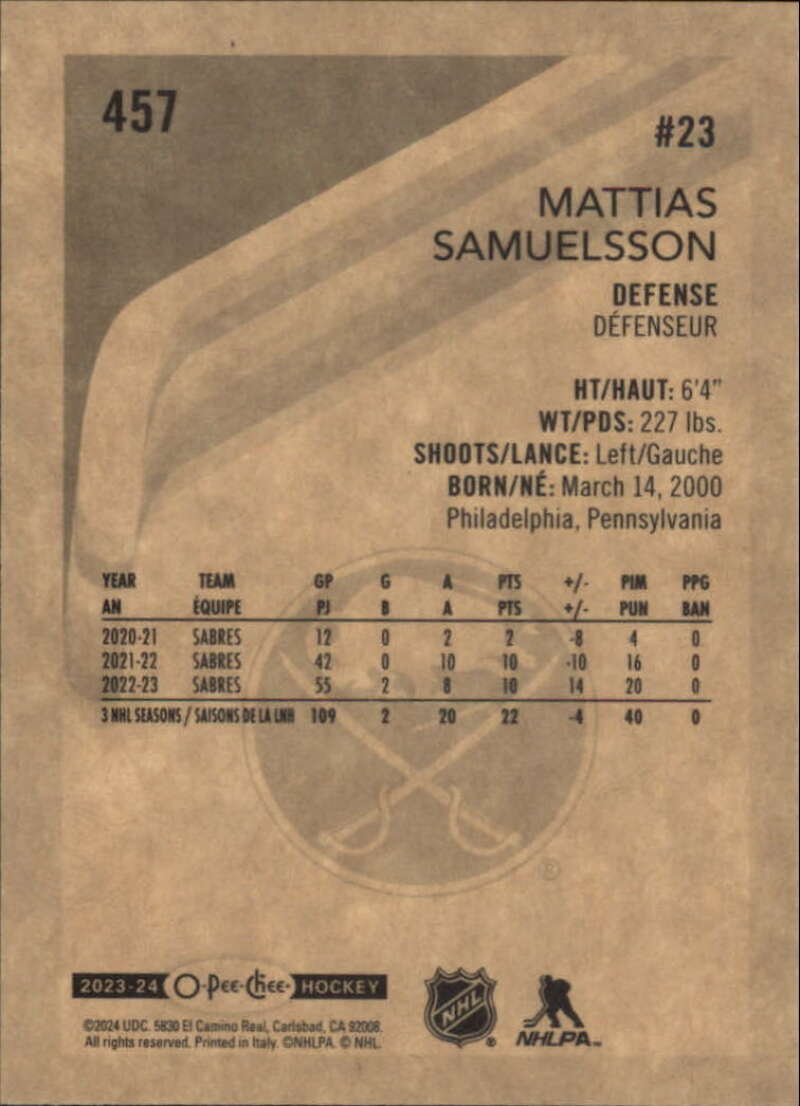 457
#23
MATTIAS
SAMUELSSON
DEFENSE
DÉFENSEUR
HT/HAUT: 6'4"
WT/PDS: 227 lbs.
SHOOTS/LANCE: Left/Gauche
BORN/NÉ: March 14, 2000
Philadelphia, Pennsylvania
YEAR TEAM GP G A PTS +/- PIM PPG
AN ÉQUIPE PJ B A PTS +/- PUN BAN
2020-21 SABRES 12 0 2 2 -8 4 0
2021-22 SABRES 42 0 10 10 -10 16 0
2022-23 SABRES 55 2 8 10 14 20 0
3 NHL SEASONS / SAISONS DE LA LNH 109 2 20 22 -4 40 0
®
2023-24 O-Pee-Chee HOCKEY
©2024 UDC. 5830 El Camino Real, Carlsbad, CA 92008.
All rights reserved. Printed in Italy. ©NHLPA. © NHL.
NHL ®
NHLPA™